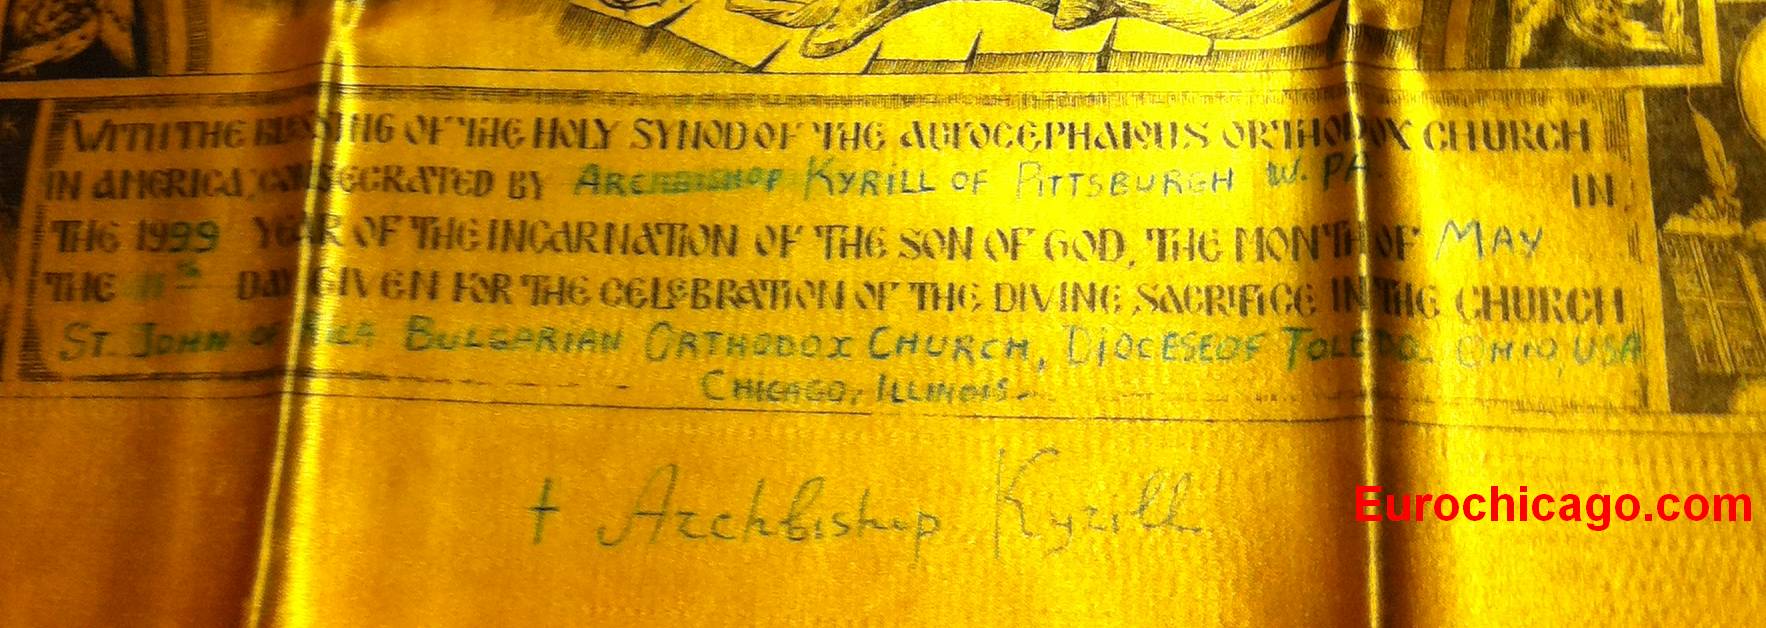 WITH THE BLESSING OF THE HOLY SYNOD OF THE AUTOCEPHALOUS ORTHODOX CHURCH
IN AMERICA, CONSECRATED BY ARCHBISHOP KYRILL OF PITTSBURGH W. PA. IN
THE 1999 YEAR OF THE INCARNATION OF THE SON OF GOD, THE MONTH OF MAY
THE 11th DAY GIVEN FOR THE CELEBRATION OF THE DIVINE SACRIFICE IN THE CHURCH
ST. JOHN OF RILA BULGARIAN ORTHODOX CHURCH, DIOCESE OF TOLEDO, OHIO, USA
CHICAGO, ILLINOIS.-
† Archbishop Kyrill
Eurochicago.com